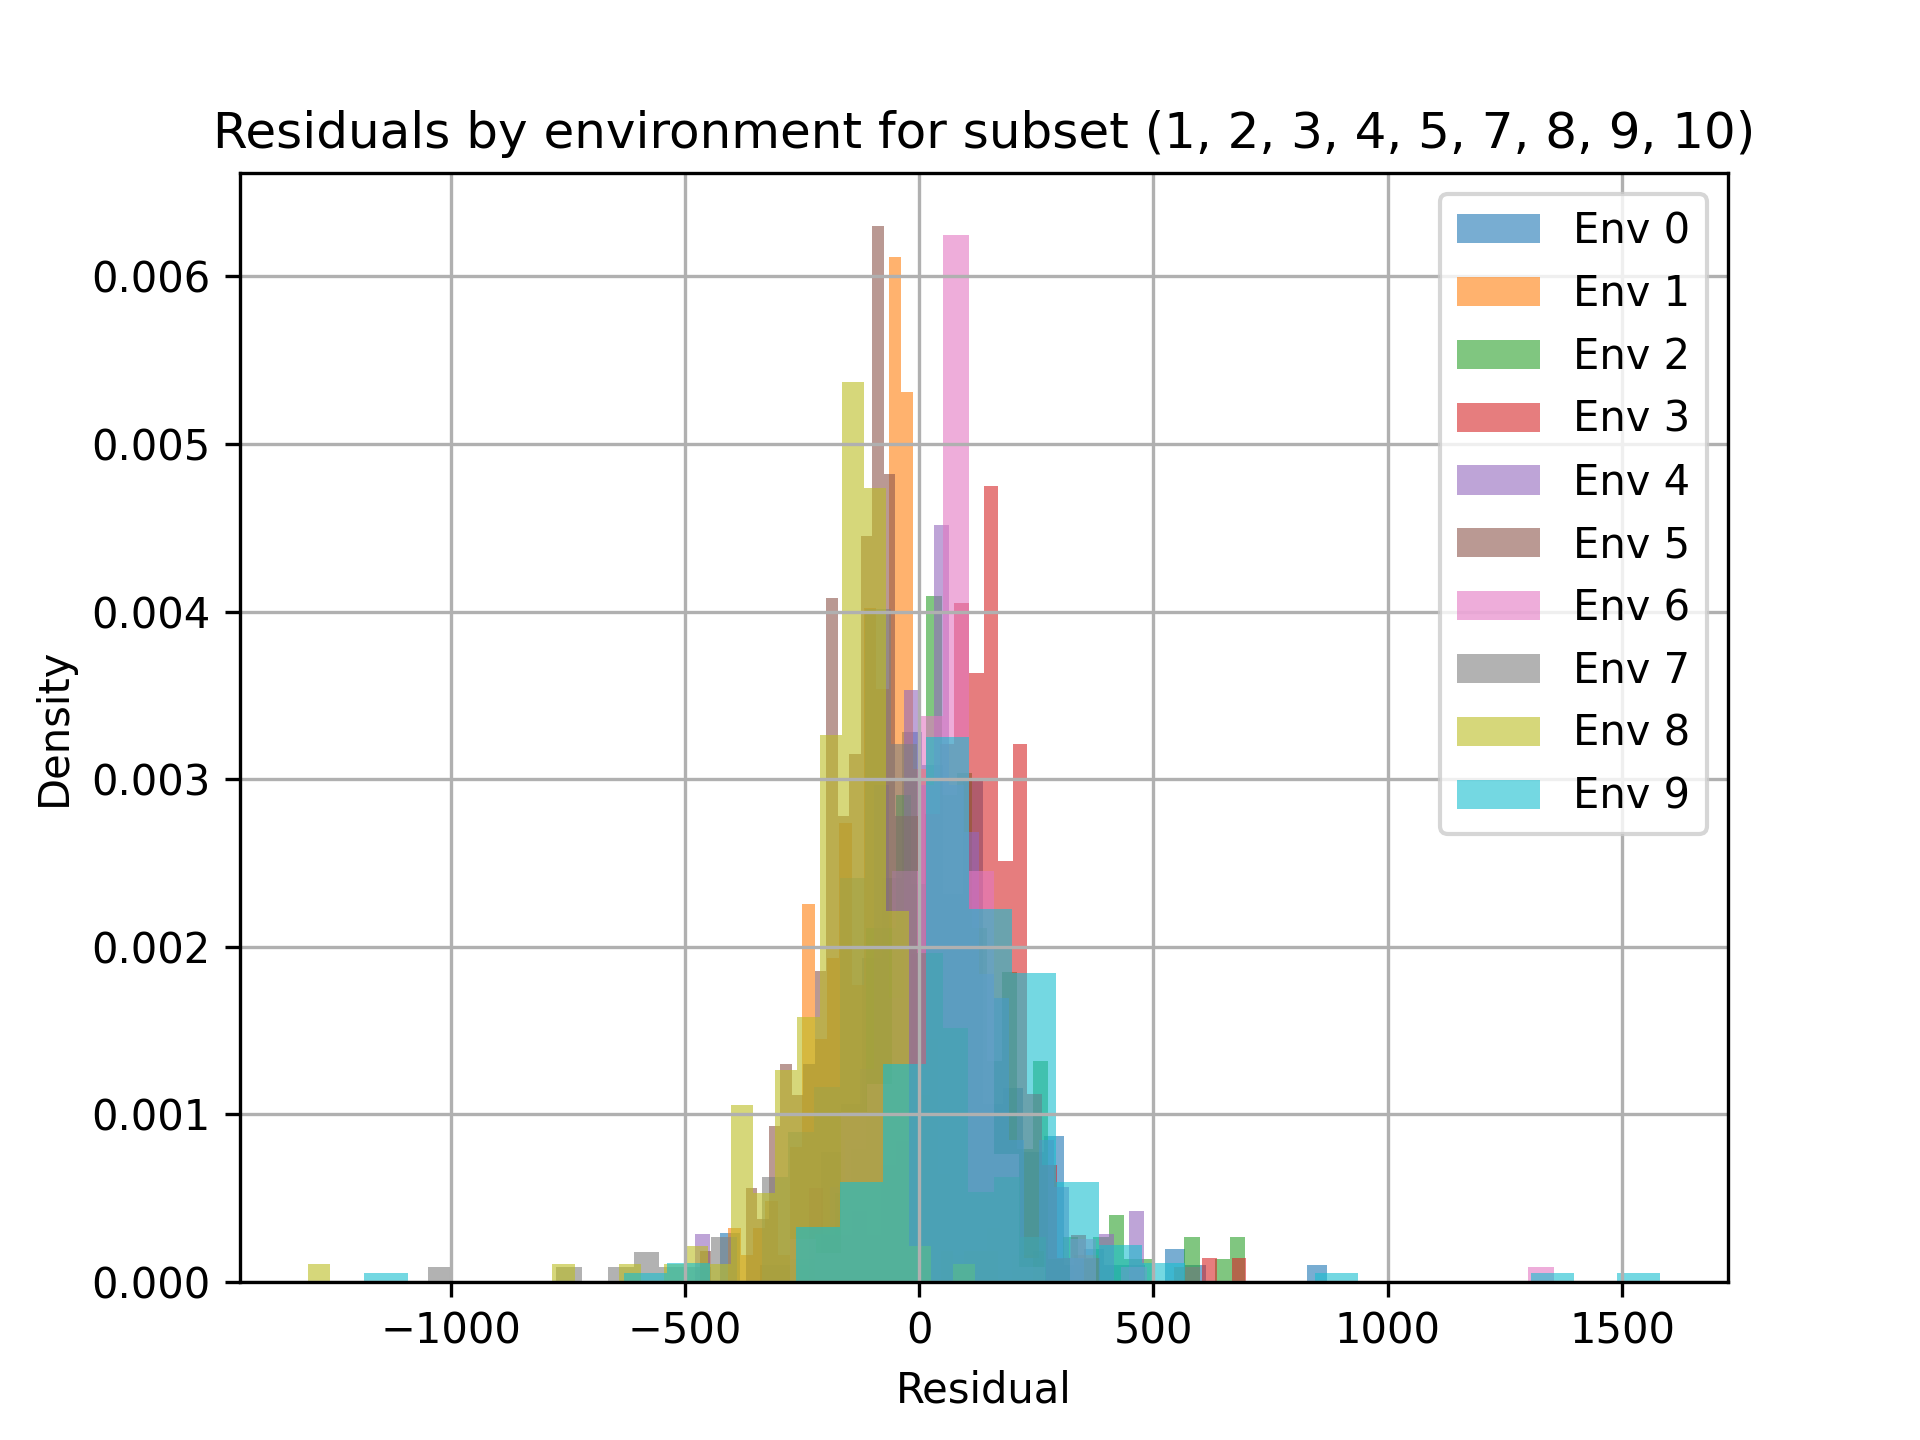 Residuals by environment for subset (1, 2, 3, 4, 5, 7, 8, 9, 10)
Env 0
Env 1
Env 2
Env 3
Env 4
Env 5
Env 6
Env 7
Env 8
Env 9
0.006
0.005
0.004
0.003
0.002
0.001
0.000
Density
−1000
−500
0
500
1000
1500
Residual